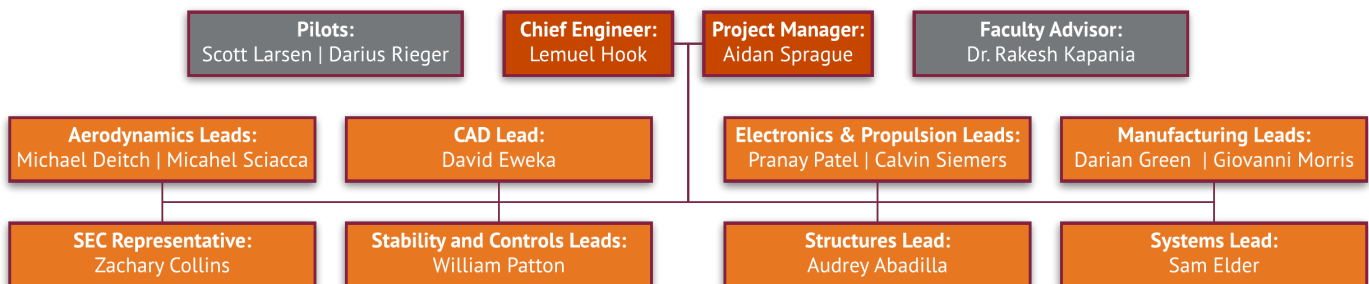 Pilots:
Scott Larsen | Darius Rieger
Chief Engineer:
Lemuel Hook
Project Manager:
Aidan Sprague
Faculty Advisor:
Dr. Rakesh Kapania
Aerodynamics Leads:
Michael Deitch | Micahel Sciacca
CAD Lead:
David Eweka
Electronics & Propulsion Leads:
Pranay Patel | Calvin Siemers
Manufacturing Leads:
Darian Green | Giovanni Morris
SEC Representative:
Zachary Collins
Stability and Controls Leads:
William Patton
Structures Lead:
Audrey Abadilla
Systems Lead:
Sam Elder